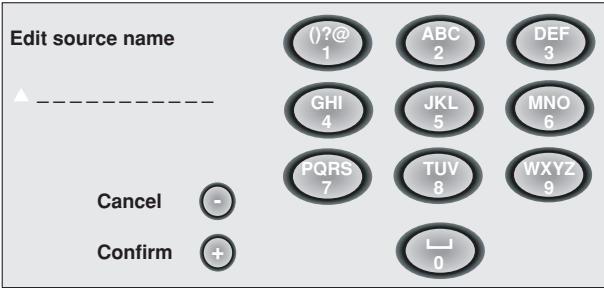 Edit source name
()?@
1
ABC
2
DEF
3
▲ _ _ _ _ _ _ _ _ _ _ _
GHI
4
JKL
5
MNO
6
PQRS
7
TUV
8
WXYZ
9
Cancel -
Confirm +
0